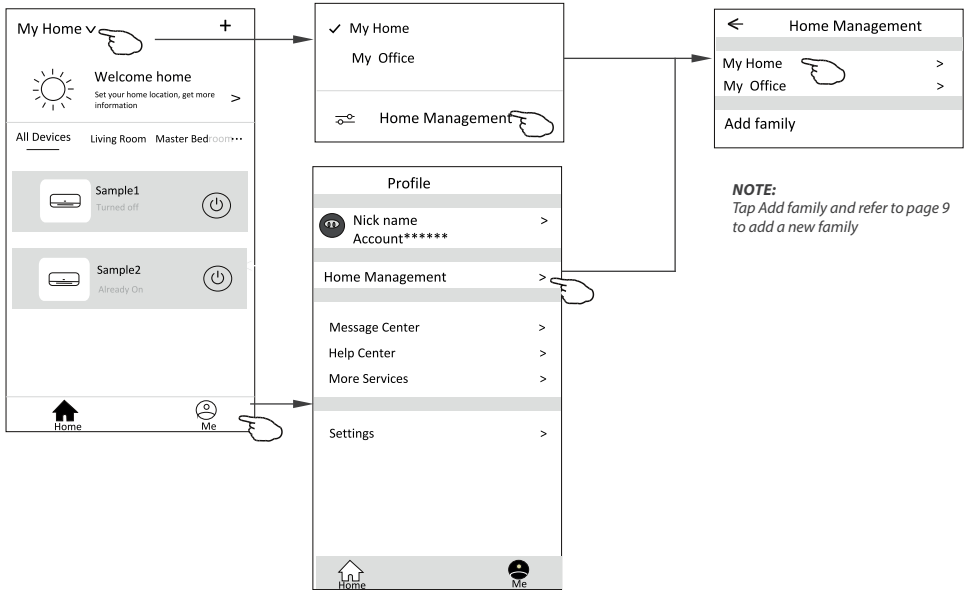 My Home
+
Welcome home
Set your home location, get more
information
>
All Devices Living Room Master Bedroom ...
Sample1
Turned off
Sample2
Already On
Home Me
✓ My Home
My Office
Home Management
Profile
Nick name >
Account******
Home Management >
Message Center >
Help Center >
More Services >
Settings >
Home Me
← Home Management
My Home >
My Office >
Add family
NOTE:
Tap Add family and refer to page 9
to add a new family